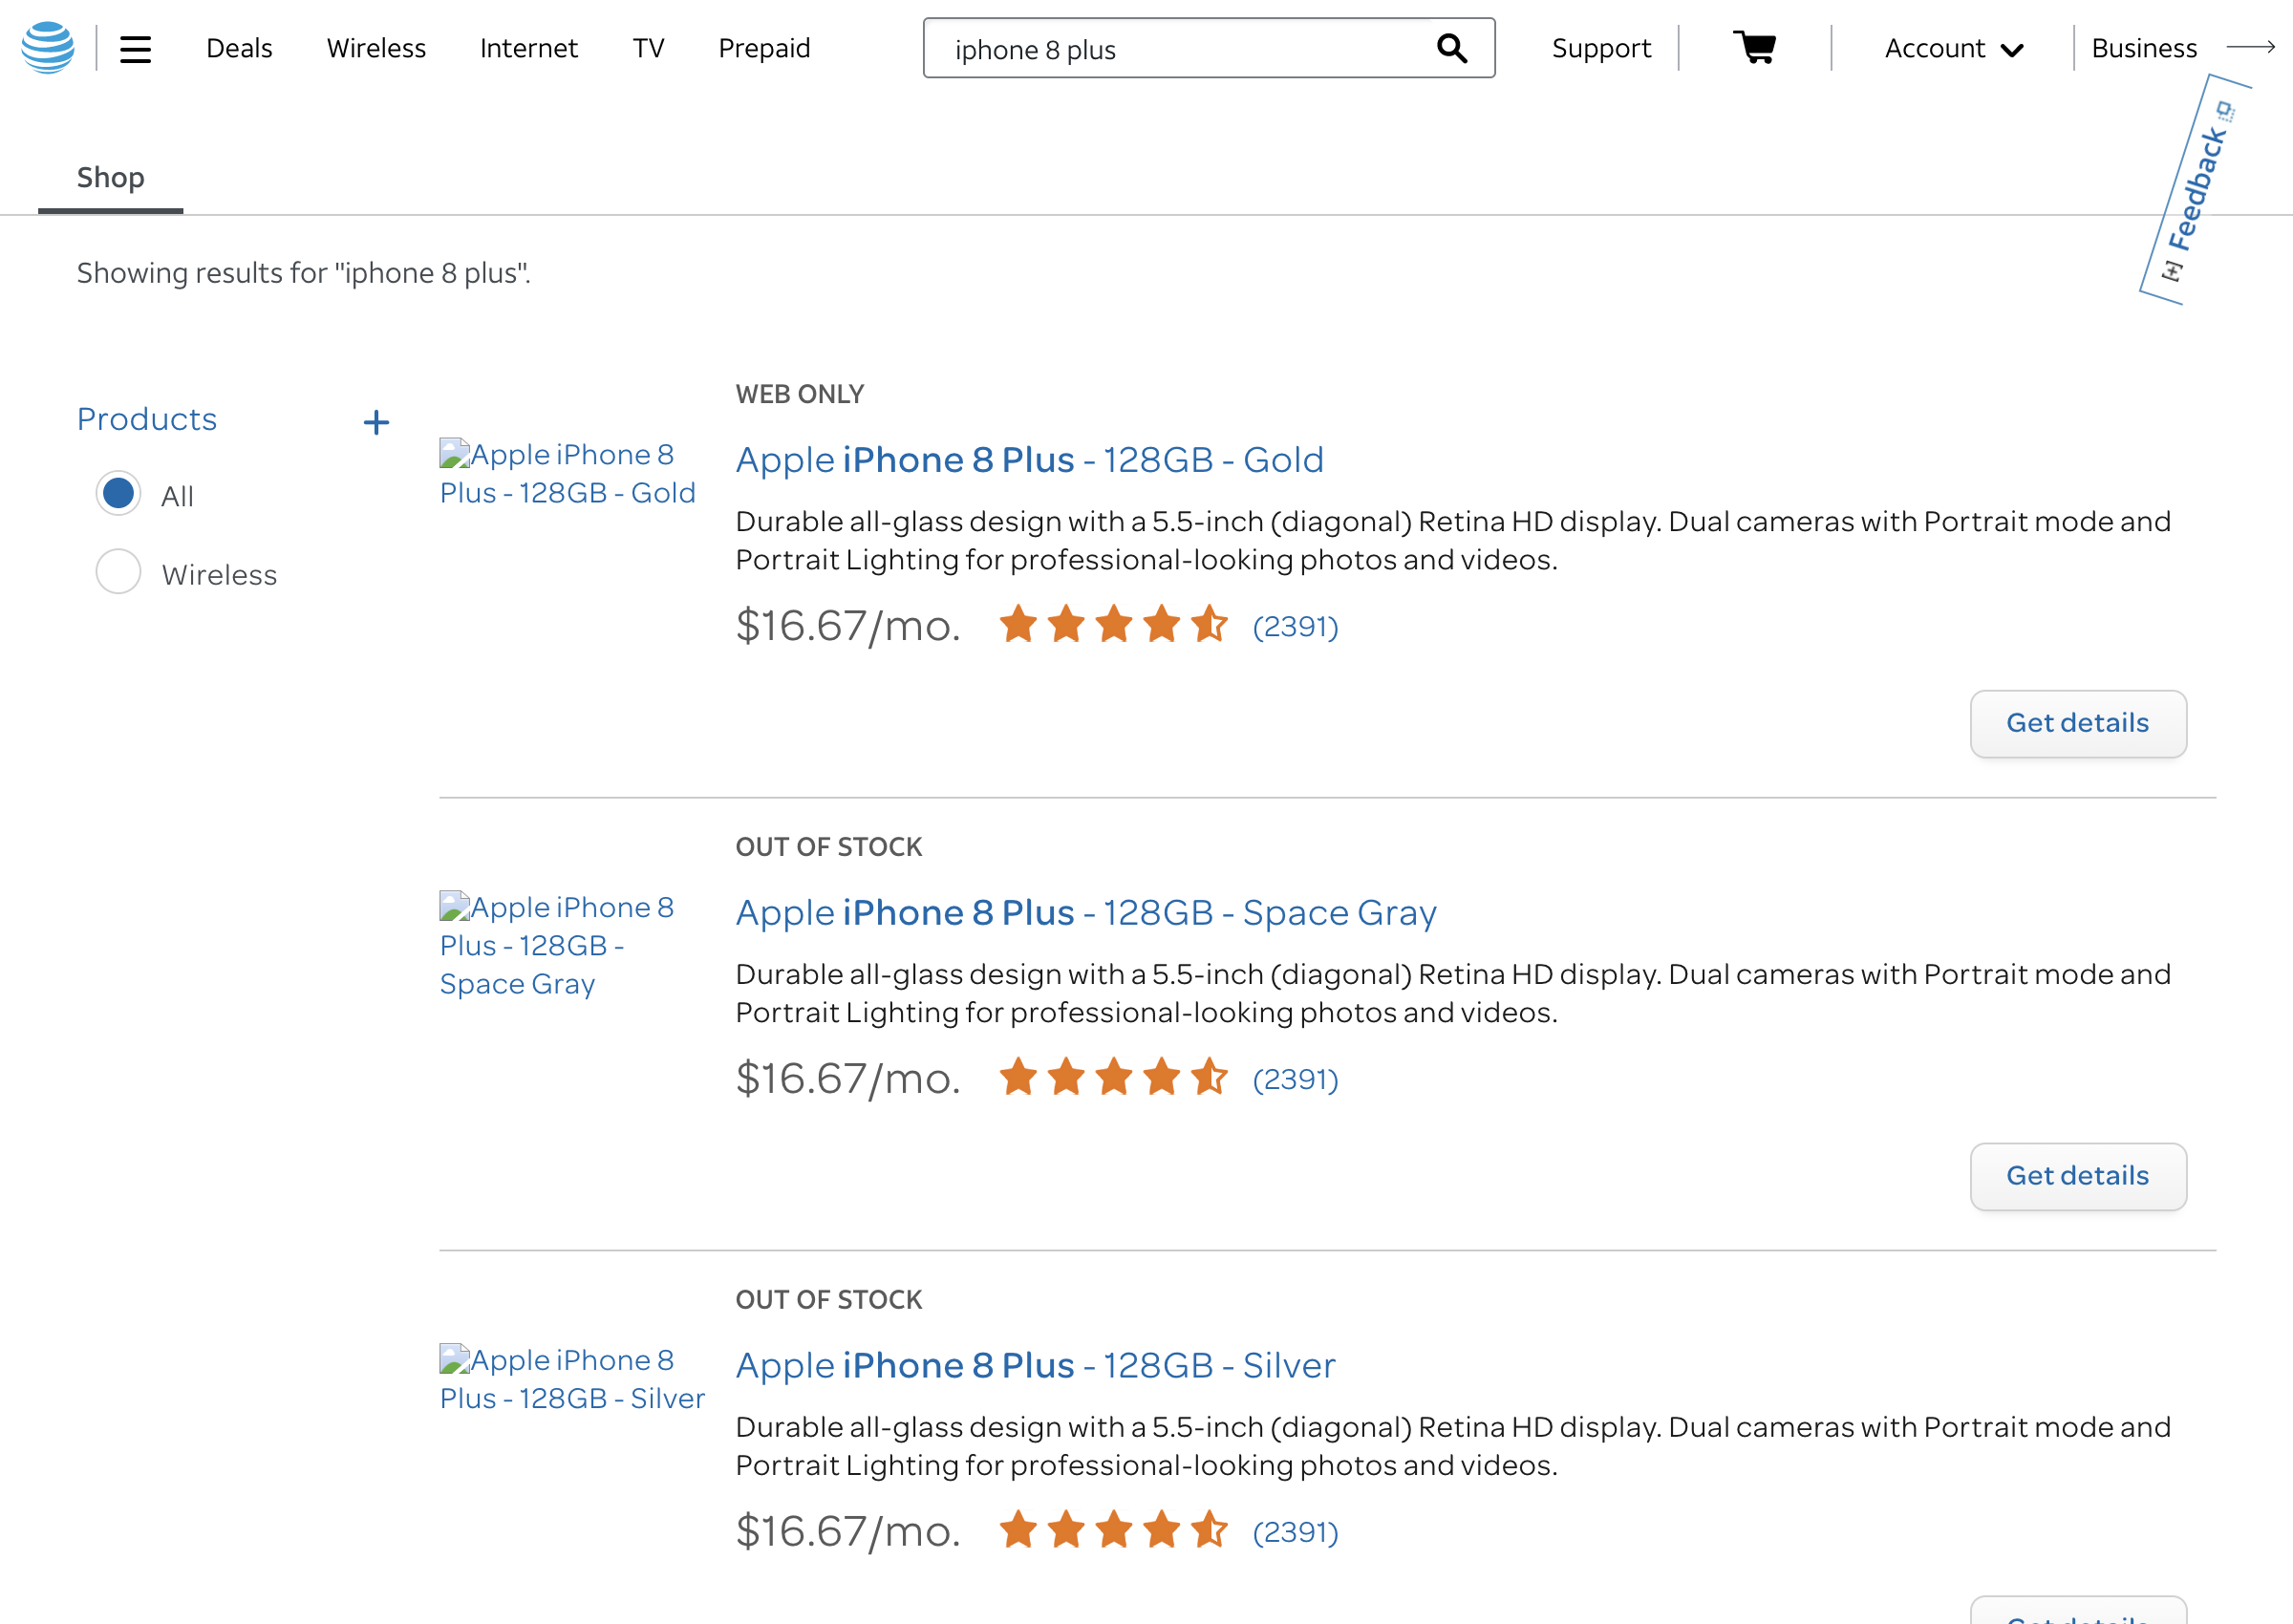 Deals Wireless Internet TV Prepaid iphone 8 plus Support Account Business
[+] Feedback
Shop
Showing results for "iphone 8 plus".
Products +
All
Wireless
WEB ONLY
Apple iPhone 8
Plus - 128GB - Gold
Apple iPhone 8 Plus - 128GB - Gold
Durable all-glass design with a 5.5-inch (diagonal) Retina HD display. Dual cameras with Portrait mode and
Portrait Lighting for professional-looking photos and videos.
$16.67/mo. (2391)
Get details
OUT OF STOCK
Apple iPhone 8
Plus - 128GB -
Space Gray
Apple iPhone 8 Plus - 128GB - Space Gray
Durable all-glass design with a 5.5-inch (diagonal) Retina HD display. Dual cameras with Portrait mode and
Portrait Lighting for professional-looking photos and videos.
$16.67/mo. (2391)
Get details
OUT OF STOCK
Apple iPhone 8
Plus - 128GB - Silver
Apple iPhone 8 Plus - 128GB - Silver
Durable all-glass design with a 5.5-inch (diagonal) Retina HD display. Dual cameras with Portrait mode and
Portrait Lighting for professional-looking photos and videos.
$16.67/mo. (2391)
Get details